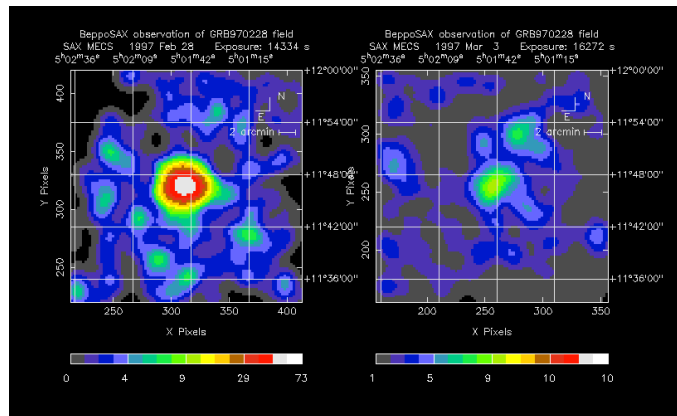 BeppoSAX observation of GRB970228 field
SAX MECS 1997 Feb 28 Exposure: 14334 s
5ʰ02ᵐ36ˢ 5ʰ02ᵐ09ˢ 5ʰ01ᵐ42ˢ 5ʰ01ᵐ15ˢ
+12°00'00"
+11°54'00"
+11°48'00"
+11°42'00"
+11°36'00"
N
E
2 arcmin
Y Pixels
400
350
300
250
250 300 350 400
X Pixels
0 4 9 29 73
BeppoSAX observation of GRB970228 field
SAX MECS 1997 Mar 3 Exposure: 16272 s
5ʰ02ᵐ36ˢ 5ʰ02ᵐ09ˢ 5ʰ01ᵐ42ˢ 5ʰ01ᵐ15ˢ
+12°00'00"
+11°54'00"
+11°48'00"
+11°42'00"
+11°36'00"
N
E
2 arcmin
Y Pixels
350
300
250
200
150
200 250 300 350
X Pixels
1 5 9 10 10